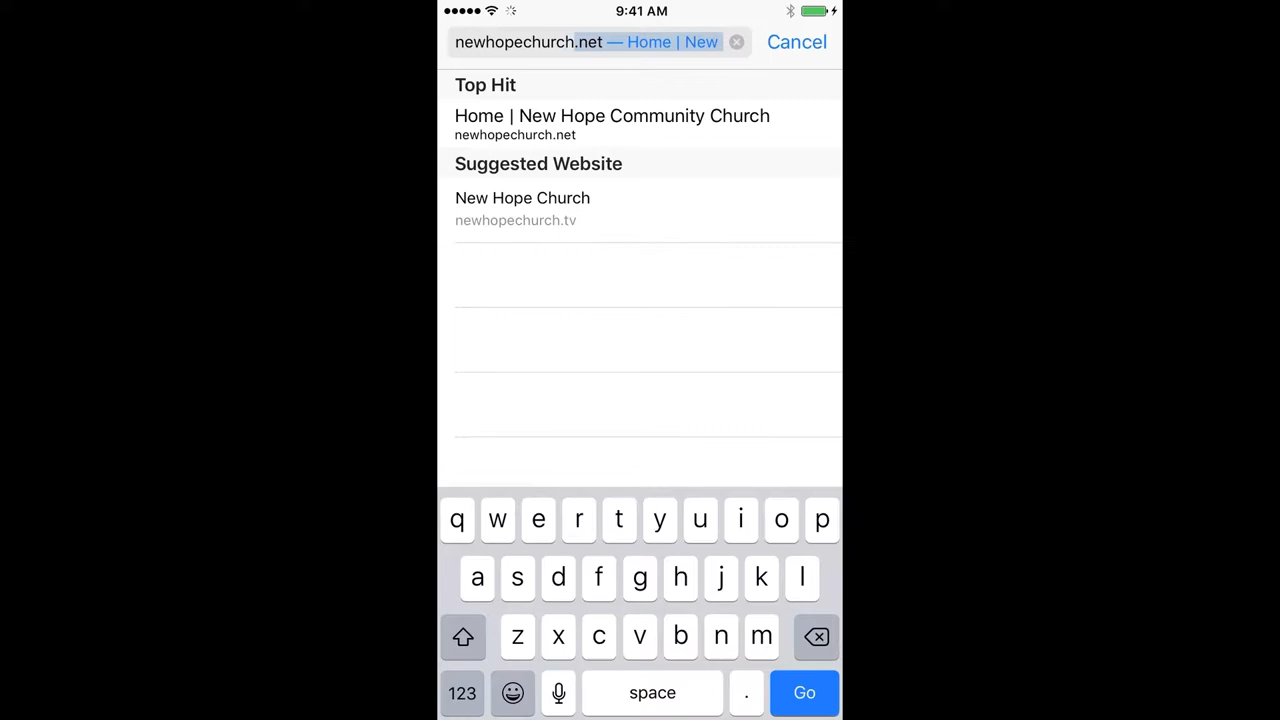 9:41 AM
newhopechurch.net — Home | New
Cancel
Top Hit
Home | New Hope Community Church
newhopechurch.net
Suggested Website
New Hope Church
newhopechurch.tv
q w e r t y u i o p
a s d f g h j k l
z x c v b n m
123 space . Go